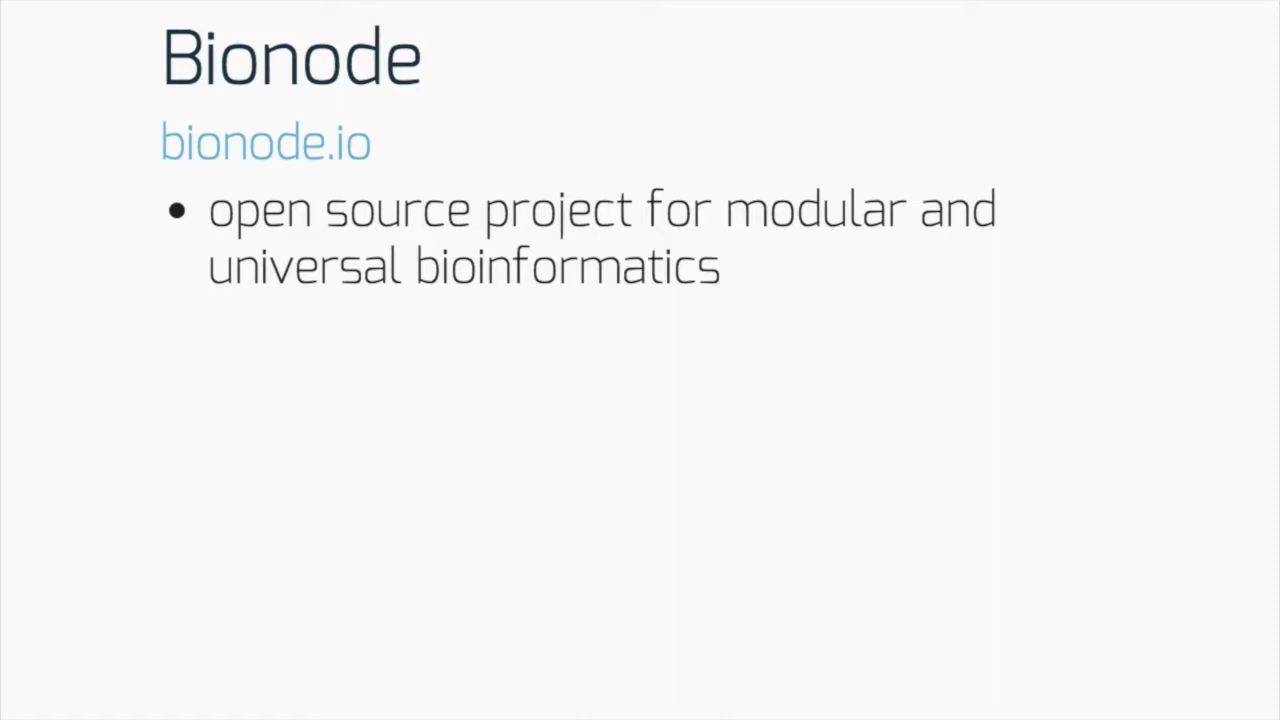 Bionode
bionode.io
• open source project for modular and
universal bioinformatics